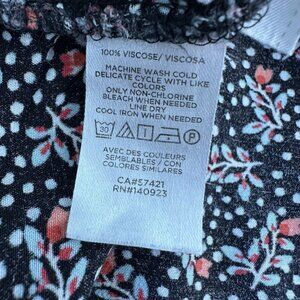 100% VISCOSE/ VISCOSA
MACHINE WASH COLD
DELICATE CYCLE WITH LIKE
COLORS
ONLY NON-CHLORINE
BLEACH WHEN NEEDED
LINE DRY
COOL IRON WHEN NEEDED
30 P
AVEC DES COULEURS
SEMBLABLES / CON
COLORES SIMILARES
CA#57421
RN#140923